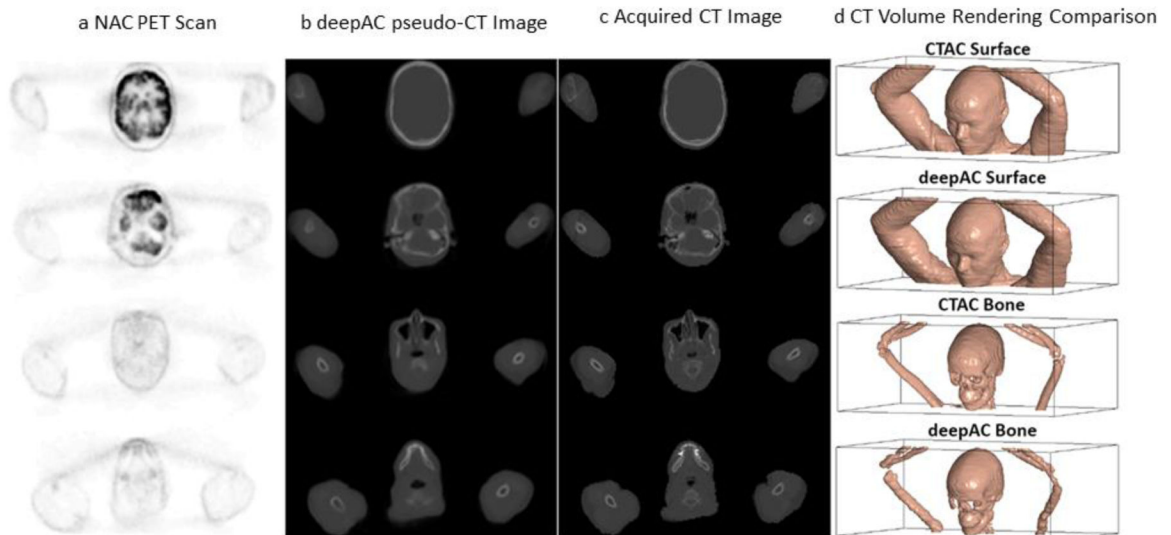 a NAC PET Scan
b deepAC pseudo-CT Image
c Acquired CT Image
d CT Volume Rendering Comparison
CTAC Surface
deepAC Surface
CTAC Bone
deepAC Bone